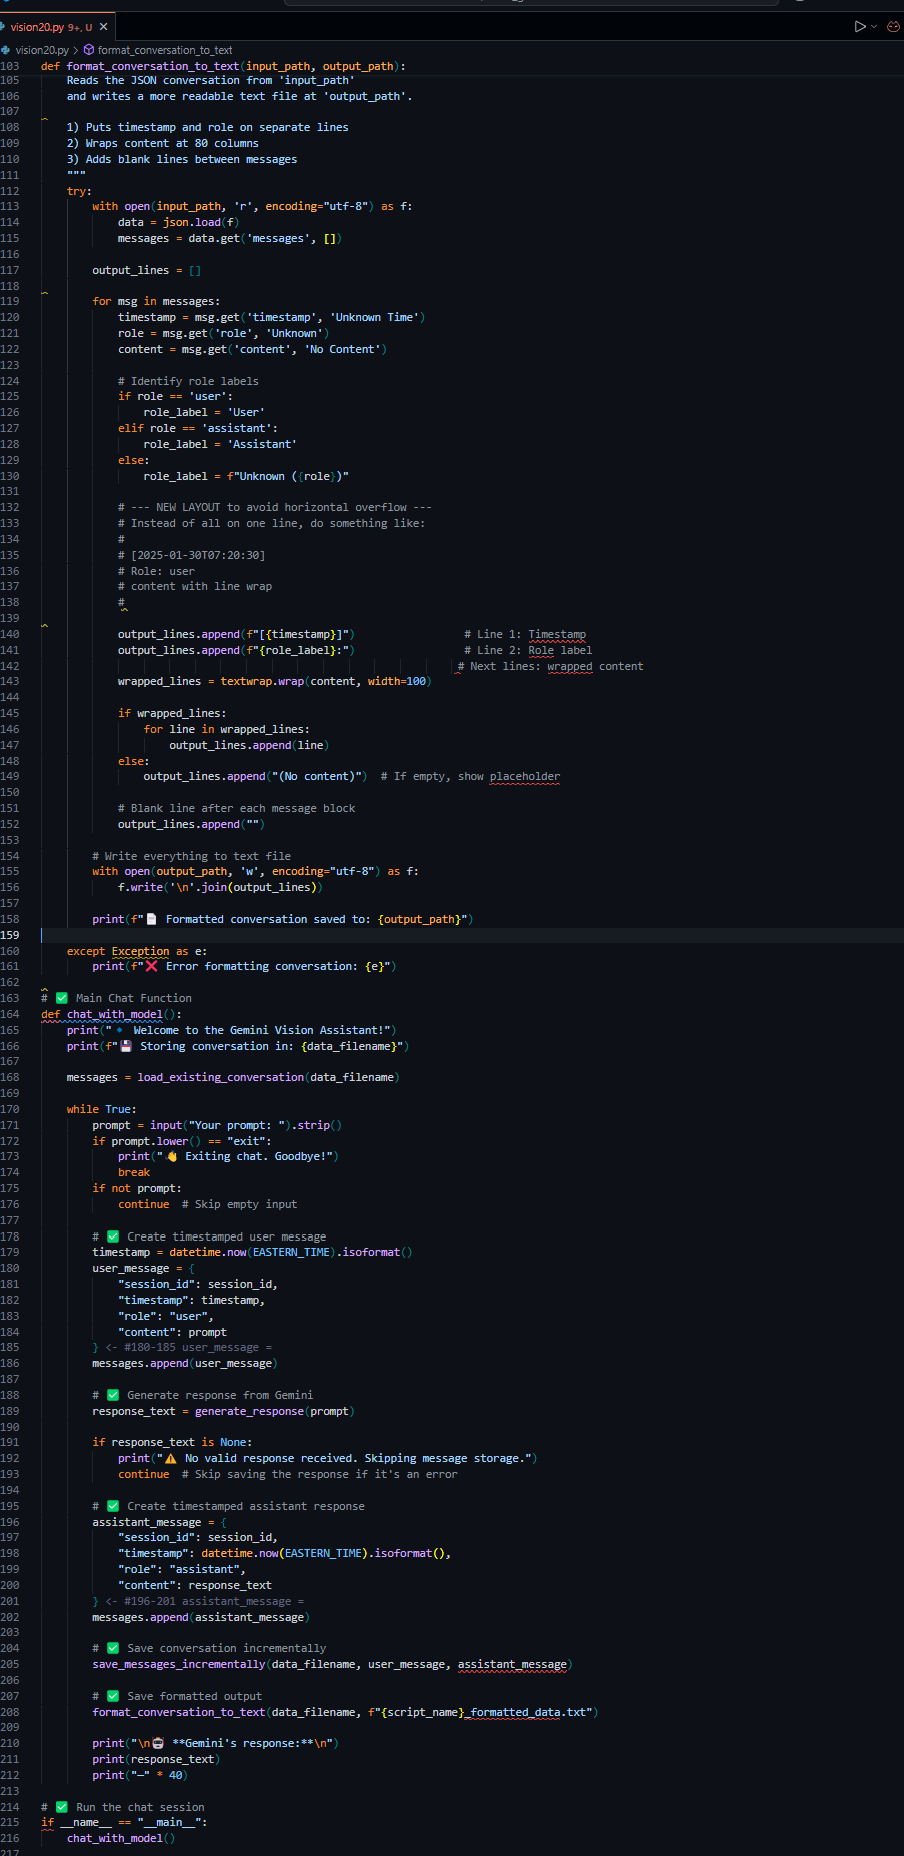 vision20.py 9+, U
vision20.py > format_conversation_to_text
103 def format_conversation_to_text(input_path, output_path):
105     Reads the JSON conversation from 'input_path'
106     and writes a more readable text file at 'output_path'.
107
108     1) Puts timestamp and role on separate lines
109     2) Wraps content at 80 columns
110     3) Adds blank lines between messages
111     """
112     try:
113         with open(input_path, 'r', encoding="utf-8") as f:
114             data = json.load(f)
115             messages = data.get('messages', [])
116
117         output_lines = []
118
119         for msg in messages:
120             timestamp = msg.get('timestamp', 'Unknown Time')
121             role = msg.get('role', 'Unknown')
122             content = msg.get('content', 'No Content')
123
124             # Identify role labels
125             if role == 'user':
126                 role_label = 'User'
127             elif role == 'assistant':
128                 role_label = 'Assistant'
129             else:
130                 role_label = f"Unknown ({role})"
131
132             # --- NEW LAYOUT to avoid horizontal overflow ---
133             # Instead of all on one line, do something like:
134             #
135             # [2025-01-30T07:20:30]
136             # Role: user
137             # content with line wrap
138             #
139
140             output_lines.append(f"[{timestamp}]")                 # Line 1: Timestamp
141             output_lines.append(f"{role_label}:")                 # Line 2: Role label
142                                                                  # Next lines: wrapped content
143             wrapped_lines = textwrap.wrap(content, width=100)
144
145             if wrapped_lines:
146                 for line in wrapped_lines:
147                     output_lines.append(line)
148             else:
149                 output_lines.append("(No content)")  # If empty, show placeholder
150
151             # Blank line after each message block
152             output_lines.append("")
153
154         # Write everything to text file
155         with open(output_path, 'w', encoding="utf-8") as f:
156             f.write('\n'.join(output_lines))
157
158         print(f"📄 Formatted conversation saved to: {output_path}")
159
160     except Exception as e:
161         print(f"❌ Error formatting conversation: {e}")
162
163 # ✅ Main Chat Function
164 def chat_with_model():
165     print("🔹 Welcome to the Gemini Vision Assistant!")
166     print(f"💾 Storing conversation in: {data_filename}")
167
168     messages = load_existing_conversation(data_filename)
169
170     while True:
171         prompt = input("Your prompt: ").strip()
172         if prompt.lower() == "exit":
173             print("👋 Exiting chat. Goodbye!")
174             break
175         if not prompt:
176             continue  # Skip empty input
177
178         # ✅ Create timestamped user message
179         timestamp = datetime.now(EASTERN_TIME).isoformat()
180         user_message = {
181             "session_id": session_id,
182             "timestamp": timestamp,
183             "role": "user",
184             "content": prompt
185         } <- #180-185 user_message =
186         messages.append(user_message)
187
188         # ✅ Generate response from Gemini
189         response_text = generate_response(prompt)
190
191         if response_text is None:
192             print("⚠️ No valid response received. Skipping message storage.")
193             continue  # Skip saving the response if it's an error
194
195         # ✅ Create timestamped assistant response
196         assistant_message = {
197             "session_id": session_id,
198             "timestamp": datetime.now(EASTERN_TIME).isoformat(),
199             "role": "assistant",
200             "content": response_text
201         } <- #196-201 assistant_message =
202         messages.append(assistant_message)
203
204         # ✅ Save conversation incrementally
205         save_messages_incrementally(data_filename, user_message, assistant_message)
206
207         # ✅ Save formatted output
208         format_conversation_to_text(data_filename, f"{script_name}_formatted_data.txt")
209
210         print("\n🤖 **Gemini's response:**\n")
211         print(response_text)
212         print("—" * 40)
213
214 # ✅ Run the chat session
215 if __name__ == "__main__":
216     chat_with_model()
217